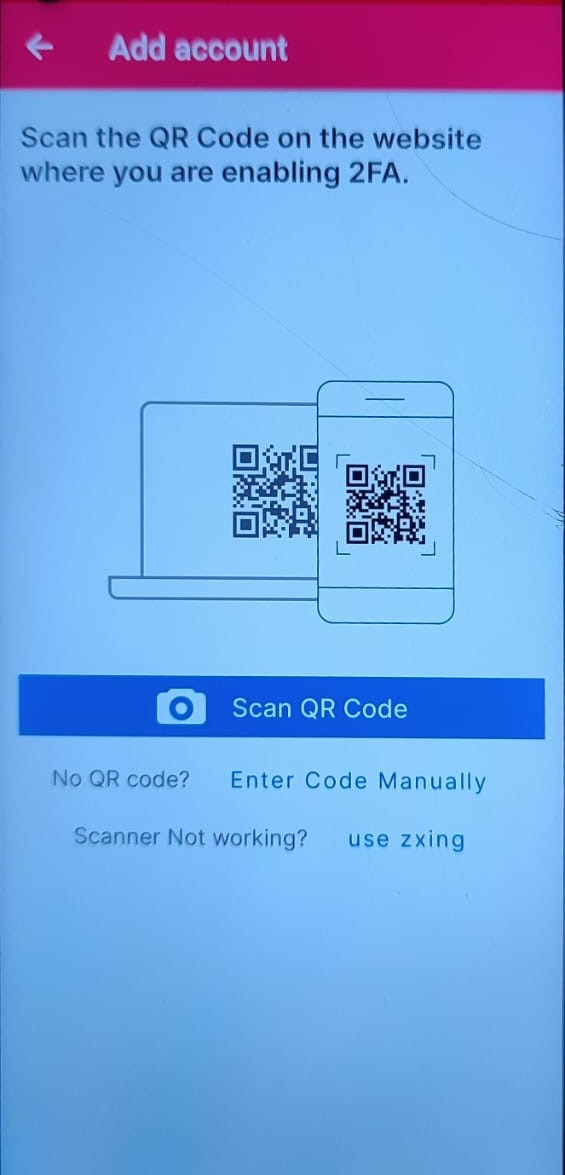 Add account
Scan the QR Code on the website
where you are enabling 2FA.
Scan QR Code
No QR code? Enter Code Manually
Scanner Not working? use zxing